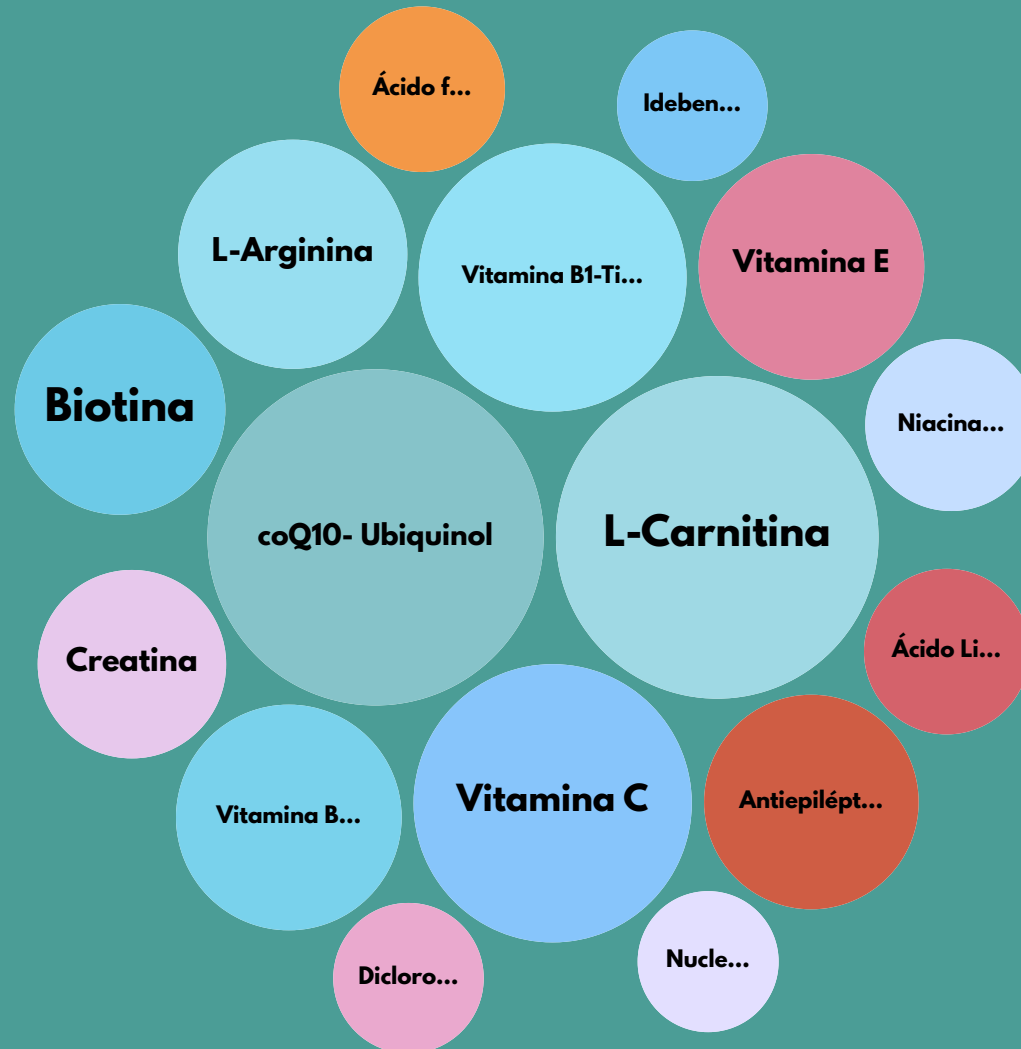 Ácido f...
Ideben...
L-Arginina
Vitamina B1-Ti...
Vitamina E
Biotina
Niacina...
coQ10- Ubiquinol
L-Carnitina
Creatina
Ácido Li...
Vitamina B...
Vitamina C
Antiepilépt...
Dicloro...
Nucle...